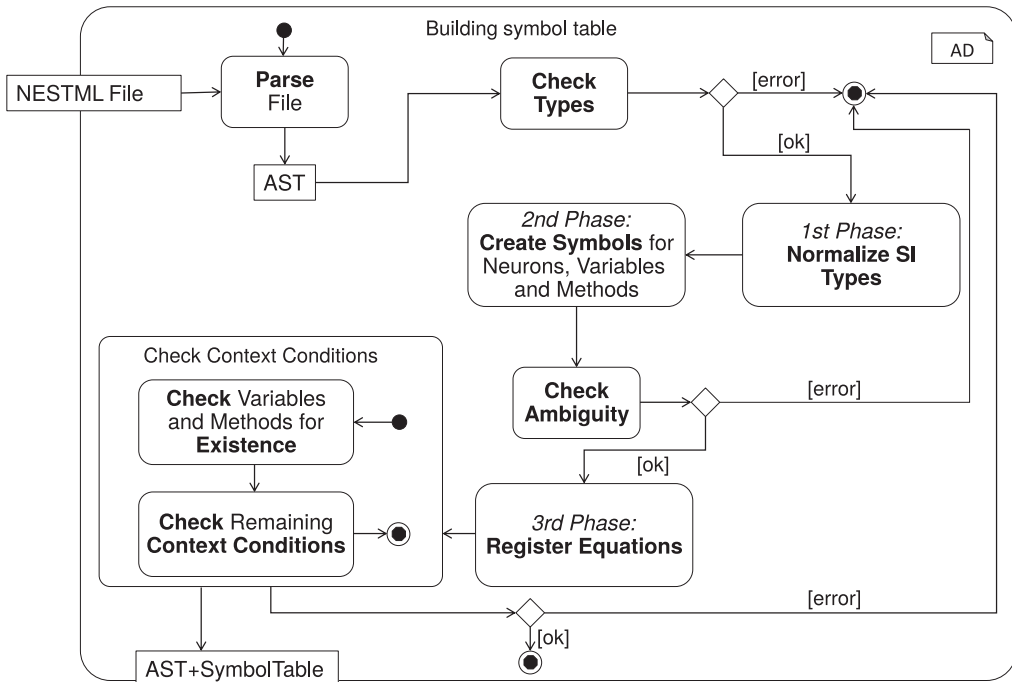 Building symbol table
AD
NESTML File
Parse
File
AST
Check
Types
[error]
[ok]
1st Phase:
Normalize SI
Types
2nd Phase:
Create Symbols for
Neurons, Variables
and Methods
Check
Ambiguity
[error]
[ok]
3rd Phase:
Register Equations
Check Context Conditions
Check Variables
and Methods for
Existence
Check Remaining
Context Conditions
[error]
[ok]
AST+SymbolTable